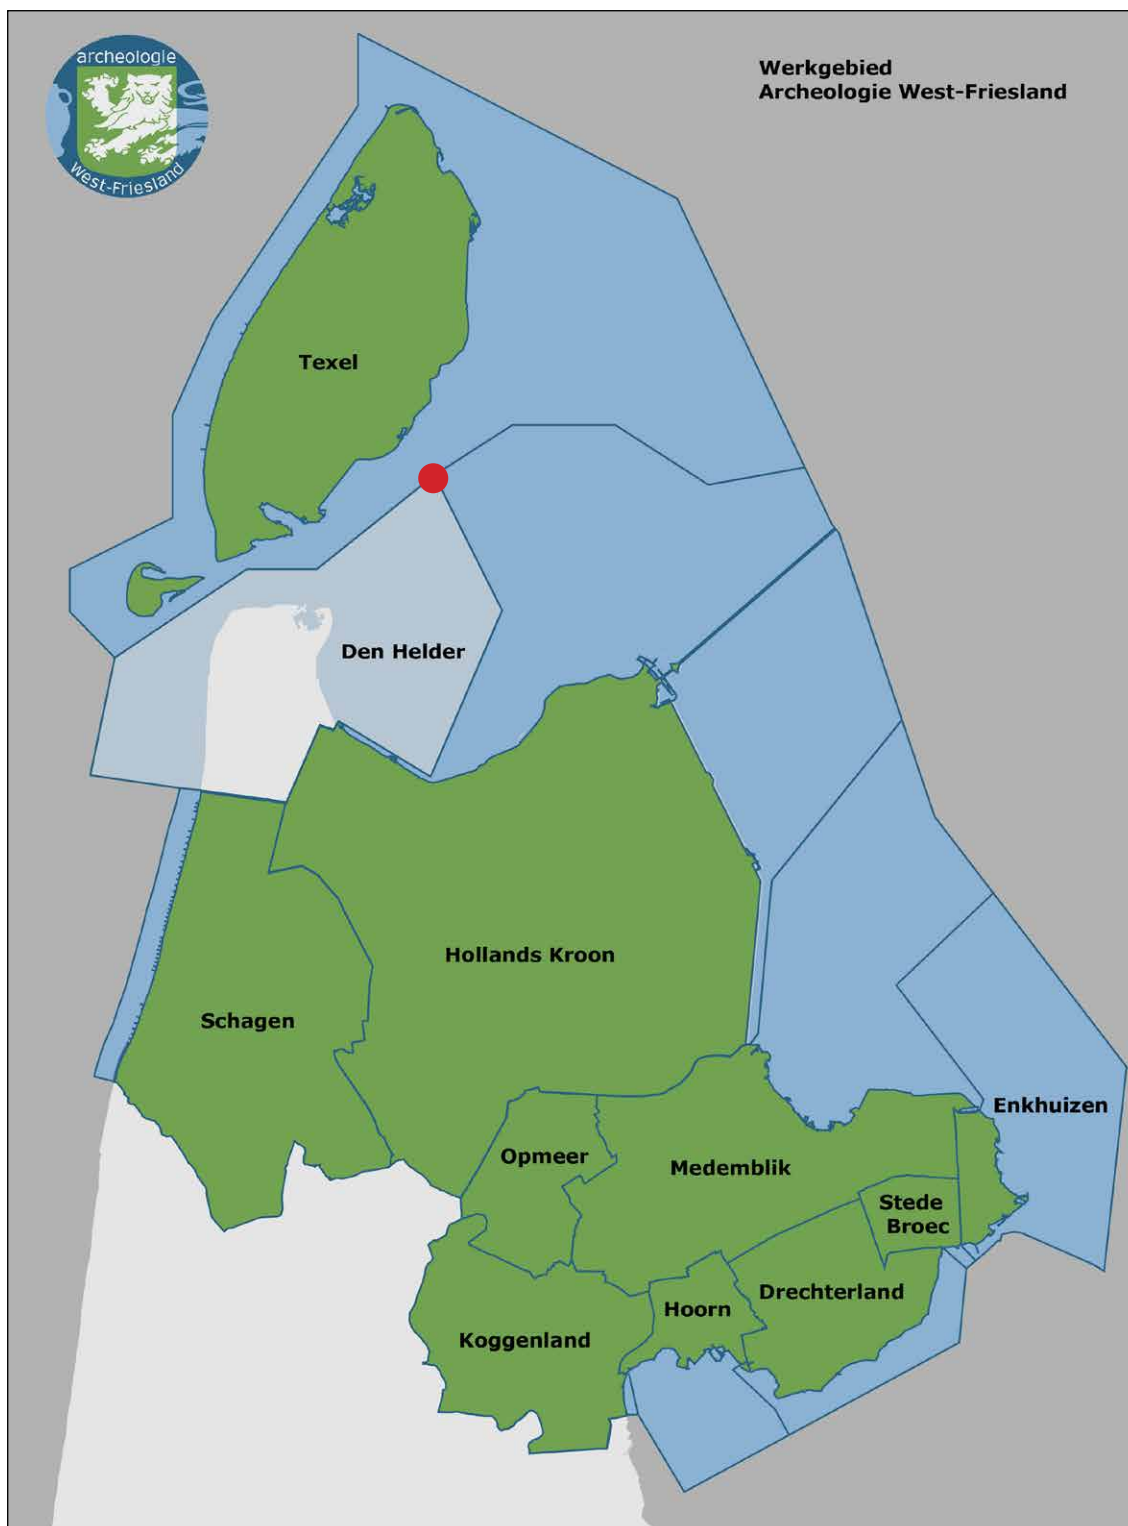 archeologie
West-Friesland
Werkgebied
Archeologie West-Friesland
Texel
Den Helder
Hollands Kroon
Schagen
Enkhuizen
Opmeer
Medemblik
Stede
Broec
Drechterland
Hoorn
Koggenland